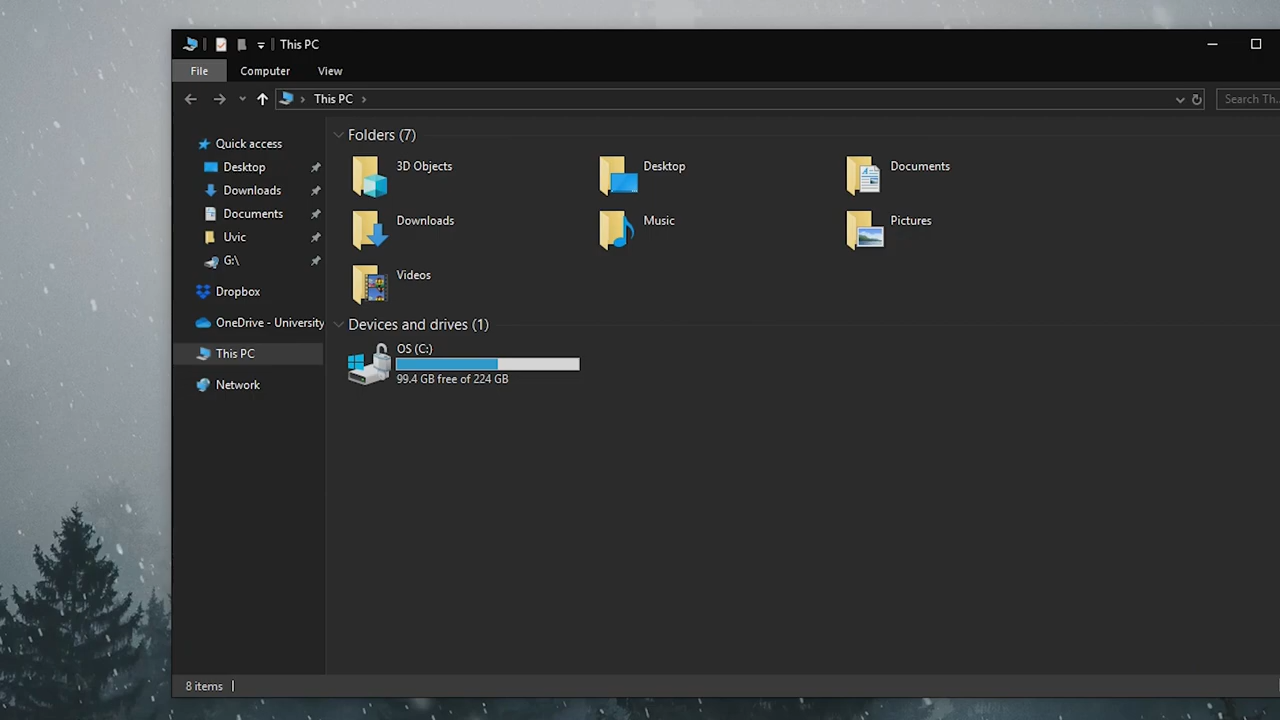 This PC
File Computer View
This PC
Search Th..
Quick access
Desktop
Downloads
Documents
Uvic
G:\
Dropbox
OneDrive - University
This PC
Network
Folders (7)
3D Objects
Desktop
Documents
Downloads
Music
Pictures
Videos
Devices and drives (1)
OS (C:)
99.4 GB free of 224 GB
8 items